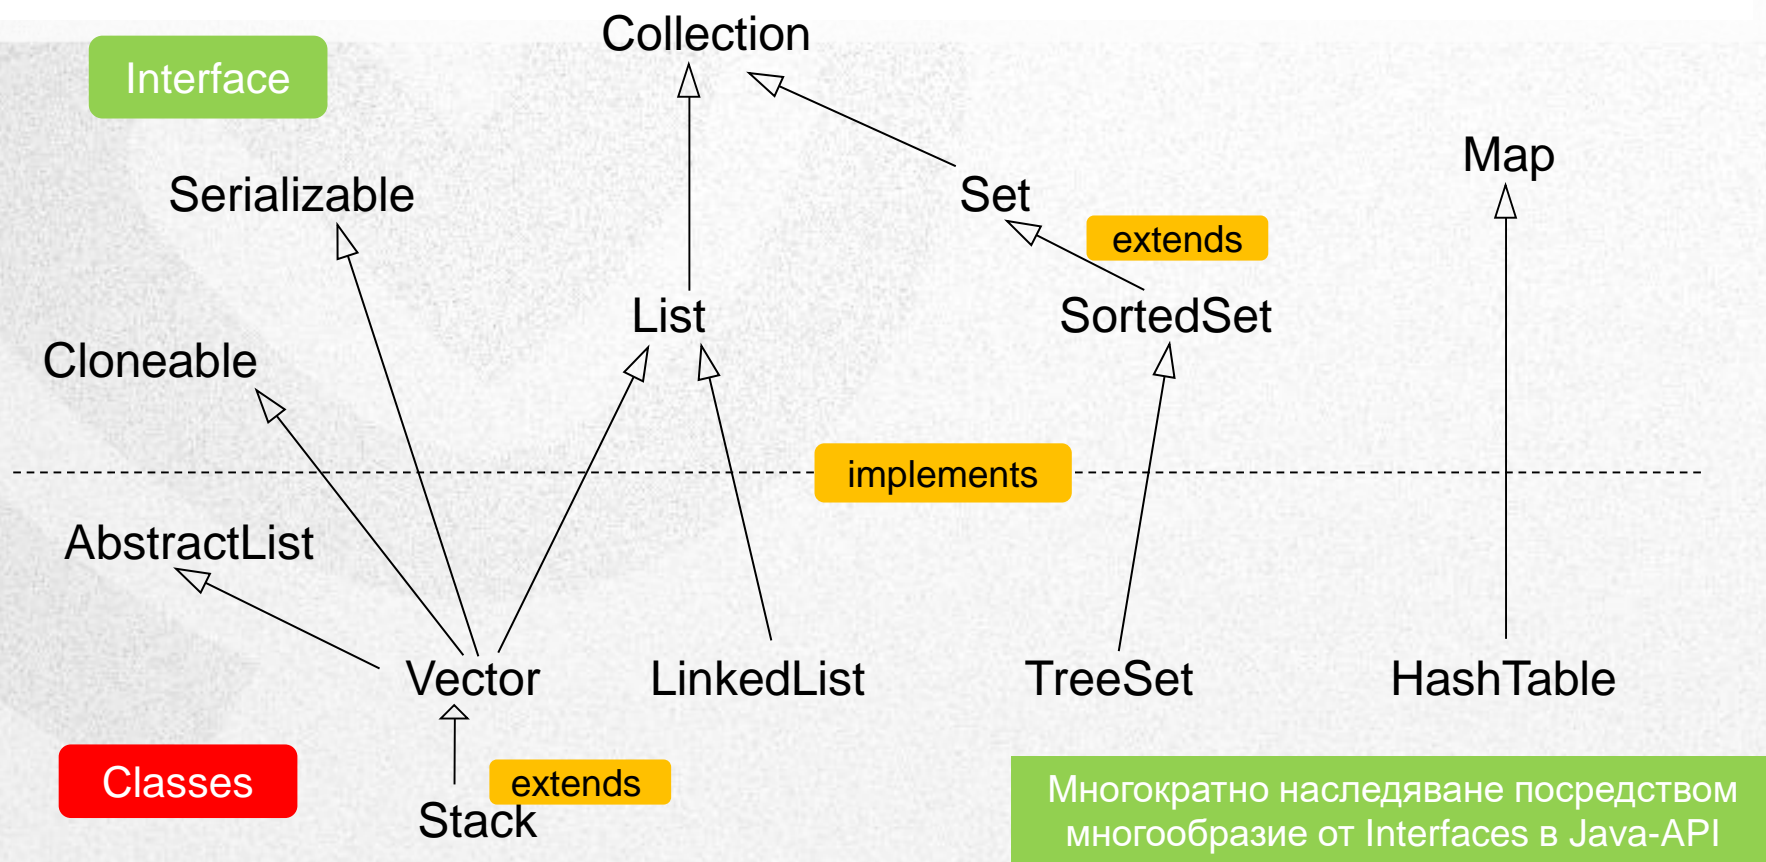 Collection
Interface
Map
Serializable
Set
extends
List
SortedSet
Cloneable
implements
AbstractList
Vector
LinkedList
TreeSet
HashTable
Classes
extends
Stack
Многократно наследяване посредством
многообразие от Interfaces в Java-API